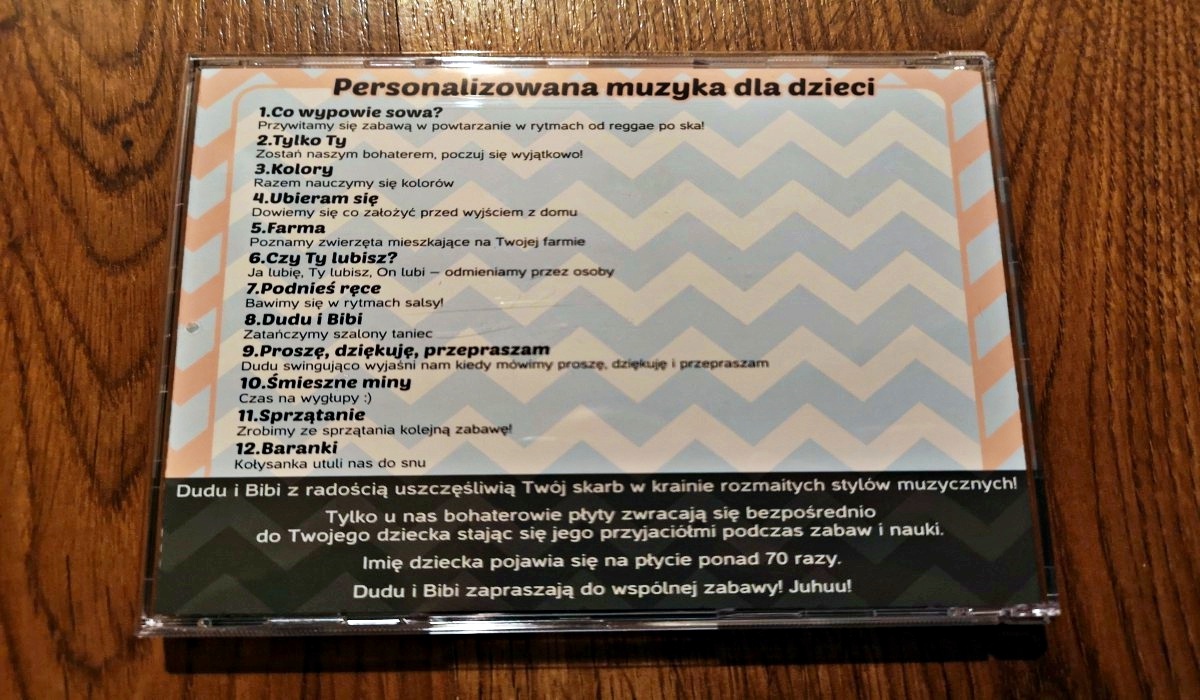 Personalizowana muzyka dla dzieci
1.Co wypowie sowa?
Przywitamy się zabawą w powtarzanie w rytmach od reggae po ska!
2.Tylko Ty
Zostań naszym bohaterem, poczuj się wyjątkowo!
3.Kolory
Razem nauczymy się kolorów
4.Ubieram się
Dowiemy się co założyć przed wyjściem z domu
5.Farma
Poznamy zwierzęta mieszkające na Twojej farmie
6.Czy Ty lubisz?
Ja lubię, Ty lubisz, On lubi – odmieniamy przez osoby
7.Podnieś ręce
Bawimy się w rytmach salsy!
8.Dudu i Bibi
Zatańczymy szalony taniec
9.Proszę, dziękuję, przepraszam
Dudu swingująco wyjaśni nam kiedy mówimy proszę, dziękuję i przepraszam
10.Śmieszne miny
Czas na wygłupy :)
11.Sprzątanie
Zrobimy ze sprzątania kolejną zabawę!
12.Baranki
Kołysanka utuli nas do snu
Dudu i Bibi z radością uszczęśliwią Twój skarb w krainie rozmaitych stylów muzycznych!
Tylko u nas bohaterowie płyty zwracają się bezpośrednio
do Twojego dziecka stając się jego przyjaciółmi podczas zabaw i nauki.
Imię dziecka pojawia się na płycie ponad 70 razy.
Dudu i Bibi zapraszają do wspólnej zabawy! Juhuu!